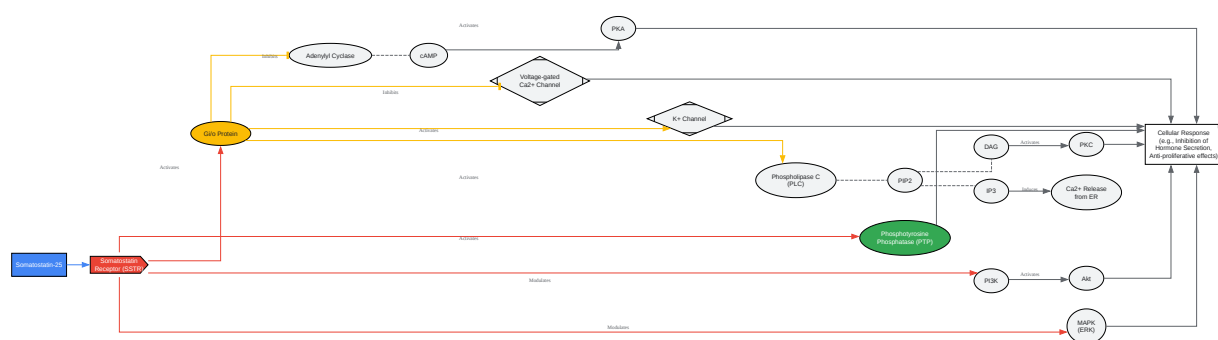 Activates
PKA
Inhibits
Adenylyl Cyclase
cAMP
Voltage-gated
Ca2+ Channel
Inhibits
K+ Channel
Gi/o Protein
Activates
Cellular Response
(e.g., Inhibition of
Hormone Secretion,
Anti-proliferative effects)
DAG
Activates
PKC
Activates
Activates
Phospholipase C
(PLC)
PIP2
IP3
Induces
Ca2+ Release
from ER
Phosphotyrosine
Phosphatase (PTP)
Activates
Somatostatin-25
Somatostatin
Receptor (SSTR)
Modulates
PI3K
Activates
Akt
Modulates
MAPK
(ERK)